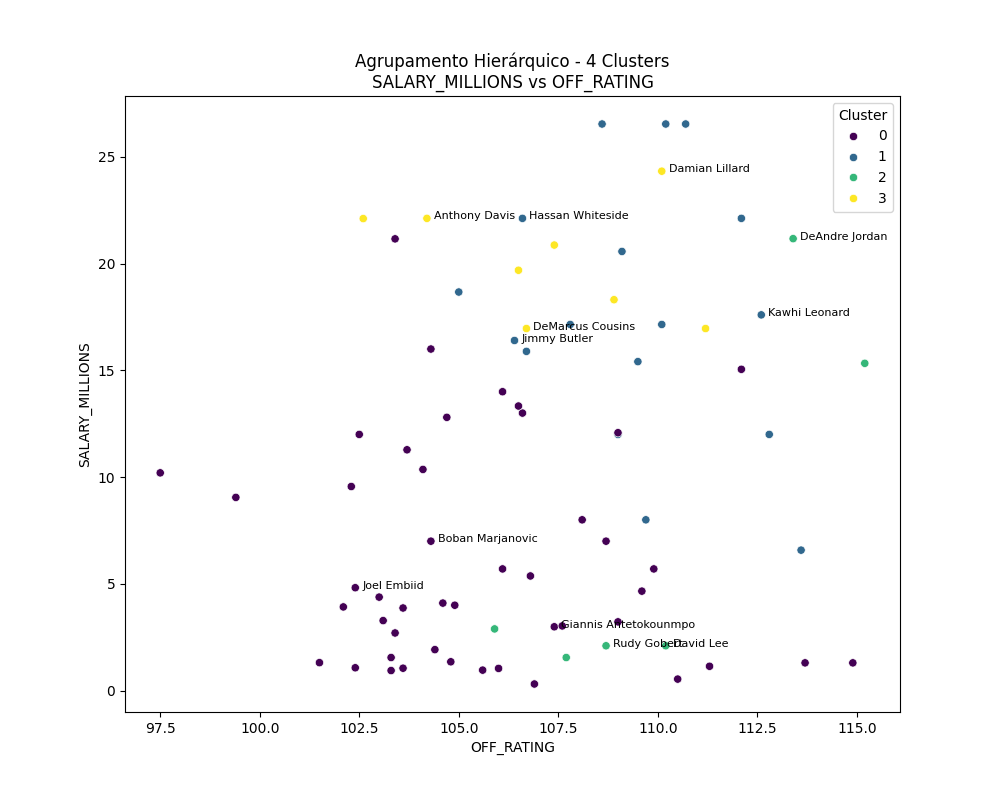 Agrupamento Hierárquico - 4 Clusters
SALARY_MILLIONS vs OFF_RATING
Cluster
0
1
2
3
Damian Lillard
Anthony Davis
Hassan Whiteside
DeAndre Jordan
Kawhi Leonard
DeMarcus Cousins
Jimmy Butler
Boban Marjanovic
Joel Embiid
Giannis Antetokounmpo
Rudy Gobert
David Lee
25
20
15
10
5
0
SALARY_MILLIONS
97.5
100.0
102.5
105.0
107.5
110.0
112.5
115.0
OFF_RATING